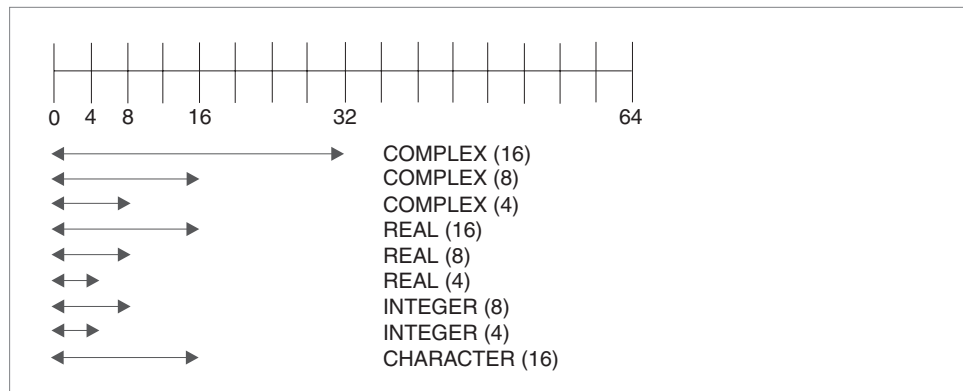 0 4 8 16 32 64
COMPLEX (16)
COMPLEX (8)
COMPLEX (4)
REAL (16)
REAL (8)
REAL (4)
INTEGER (8)
INTEGER (4)
CHARACTER (16)